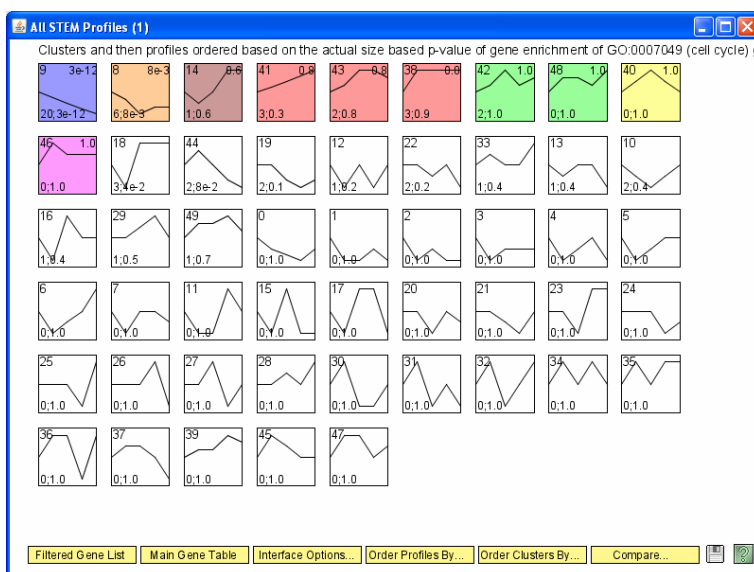 All STEM Profiles (1)
Clusters and then profiles ordered based on the actual size based p-value of gene enrichment of GO:0007049 (cell cycle)
9 3e-12 8 8e-3 14 0.6 41 0.8 43 0.8 38 0.8 42 1.0 48 1.0 40 1.0
20;3e-12 6;8e-3 1;0.6 3;0.3 2;0.8 3;0.9 2;1.0 0;1.0 0;1.0
46 1.0 18 44 19 12 22 33 13 10
0;1.0 3;4e-2 2;8e-2 2;0.1 1;0.2 2;0.2 1;0.4 1;0.4 2;0.4
16 29 49 0 1 2 3 4 5
1;0.4 1;0.5 1;0.7 0;1.0 0;1.0 0;1.0 0;1.0 0;1.0 0;1.0
6 7 11 15 17 20 21 23 24
0;1.0 0;1.0 0;1.0 0;1.0 0;1.0 0;1.0 0;1.0 0;1.0 0;1.0
25 26 27 28 30 31 32 34 35
0;1.0 0;1.0 0;1.0 0;1.0 0;1.0 0;1.0 0;1.0 0;1.0 0;1.0
36 37 39 45 47
0;1.0 0;1.0 0;1.0 0;1.0 0;1.0
Filtered Gene List Main Gene Table Interface Options... Order Profiles By... Order Clusters By... Compare... ?